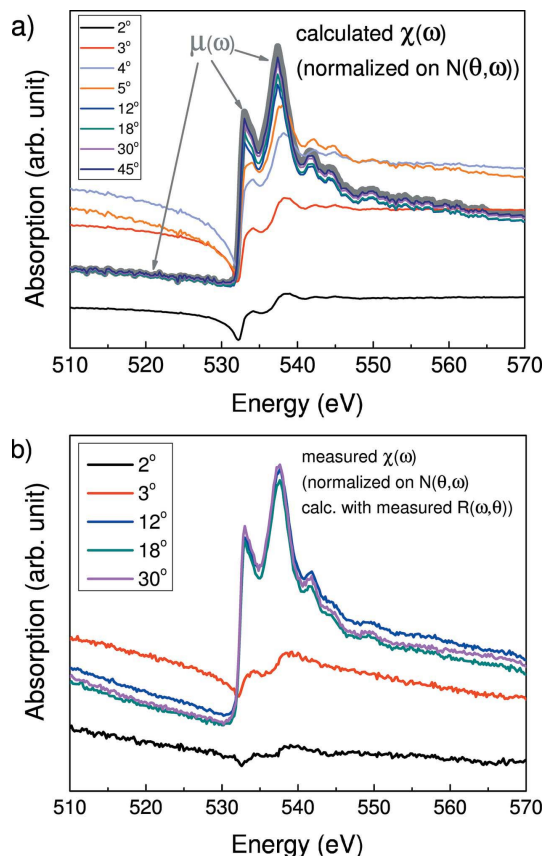 a)
2°
3°
4°
5°
12°
18°
30°
45°
μ(ω)
calculated χ(ω)
(normalized on N(θ,ω))
Absorption (arb. unit)
510 520 530 540 550 560 570
Energy (eV)
b)
2°
3°
12°
18°
30°
measured χ(ω)
(normalized on N(θ,ω)
calc. with measured R(ω,θ))
Absorption (arb. unit)
510 520 530 540 550 560 570
Energy (eV)